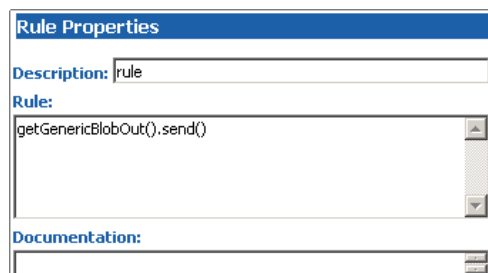 Rule Properties
Description: rule
Rule:
getGenericBlobOut().send()
Documentation: